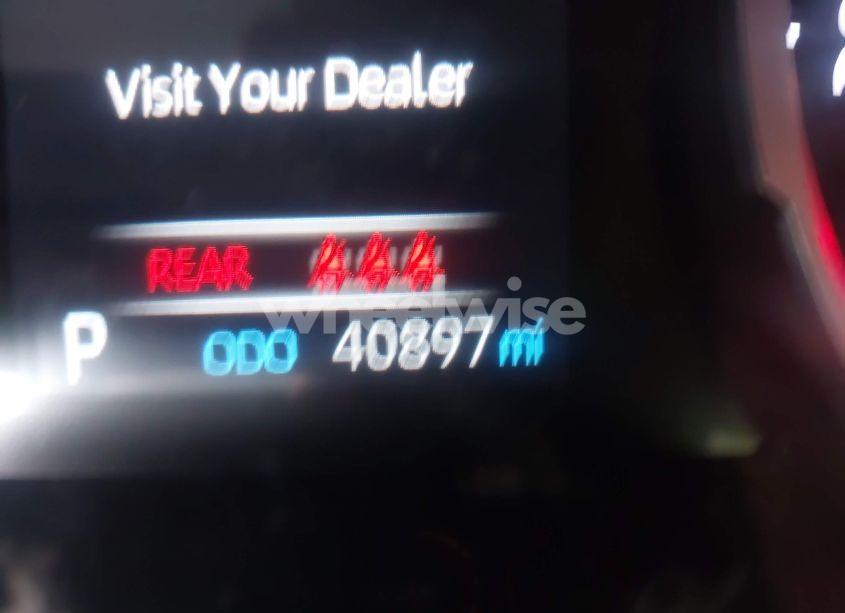 Visit Your Dealer
REAR
wheelwise
P ODO 40897 mi